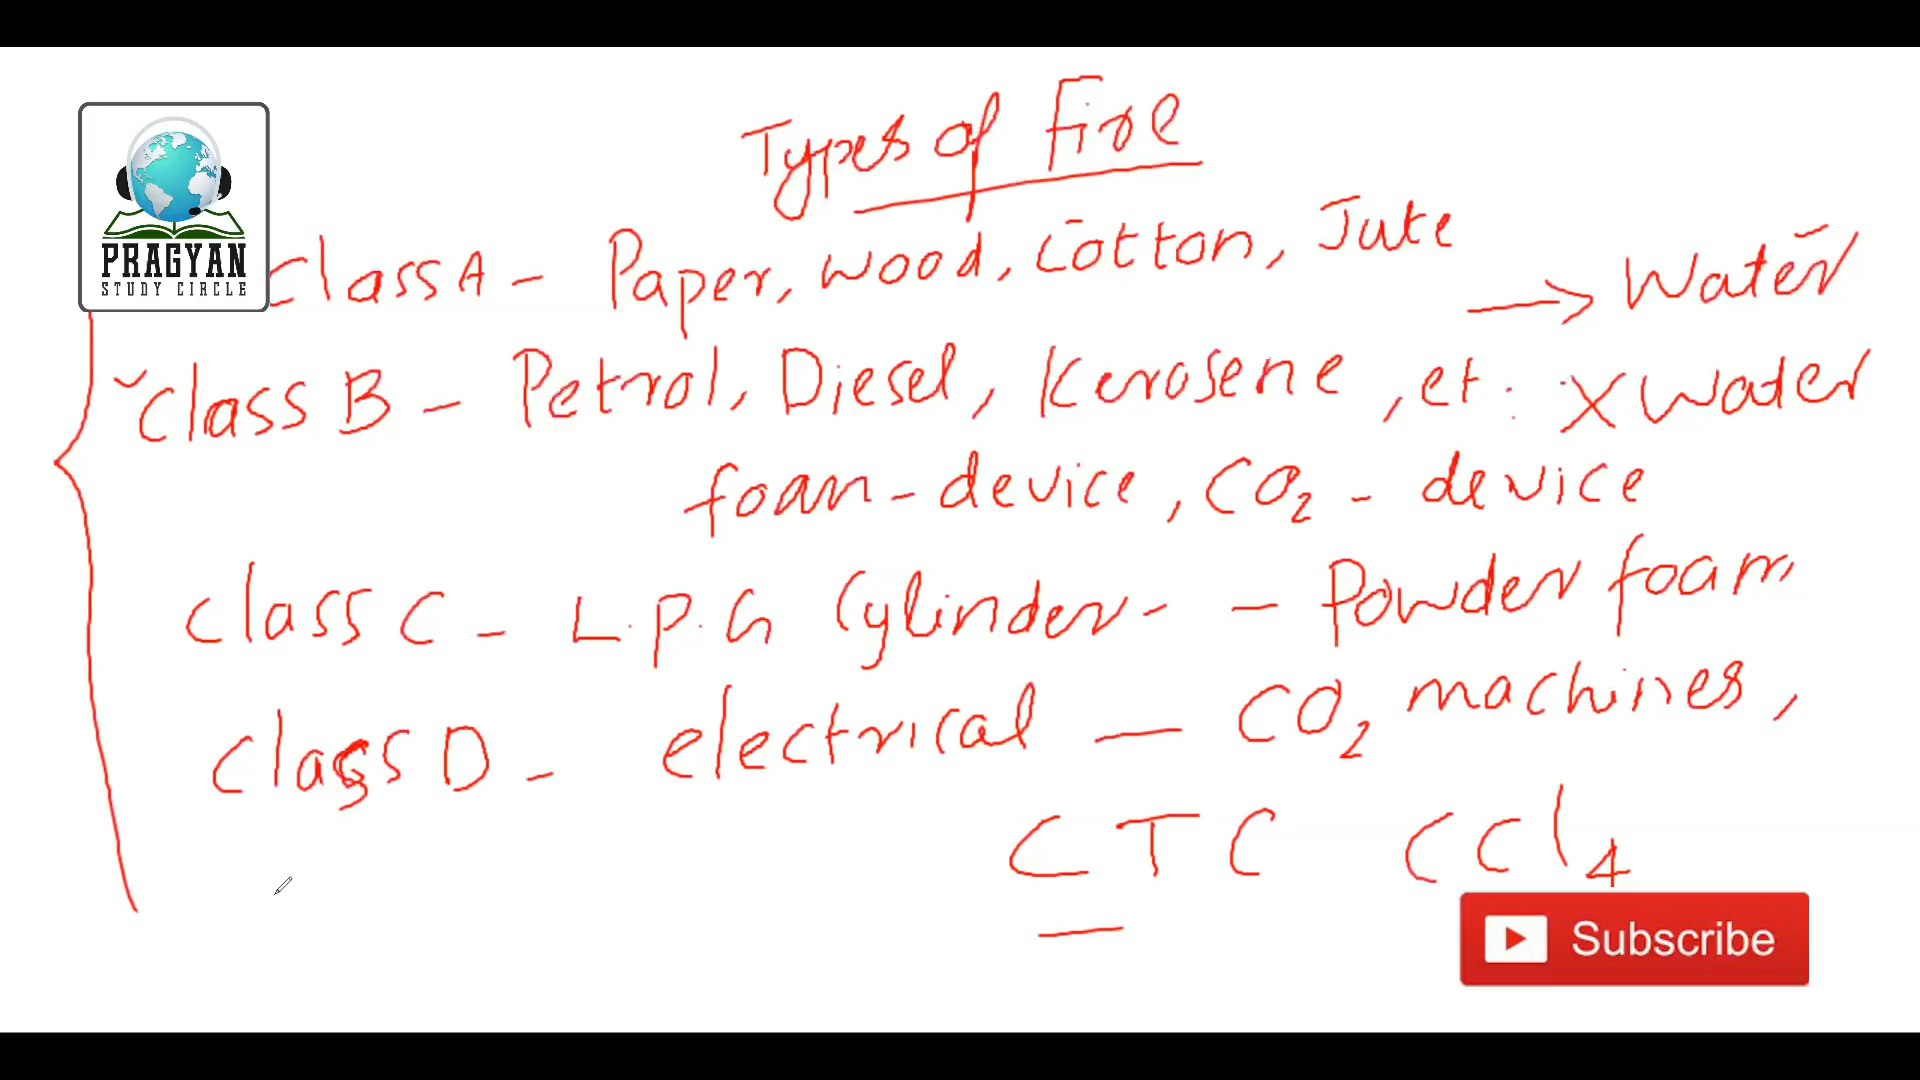 Types of Fire
PRAGYAN
STUDY CIRCLE
Class A - Paper, Wood, Cotton, Jute → Water
Class B - Petrol, Diesel, Kerosene, et: X Water
foam - device, CO2 - device
Class C - L.P.G Cylinder - - Powder foam,
Class D - electrical — CO2 machines,
CTC CCl4
Subscribe